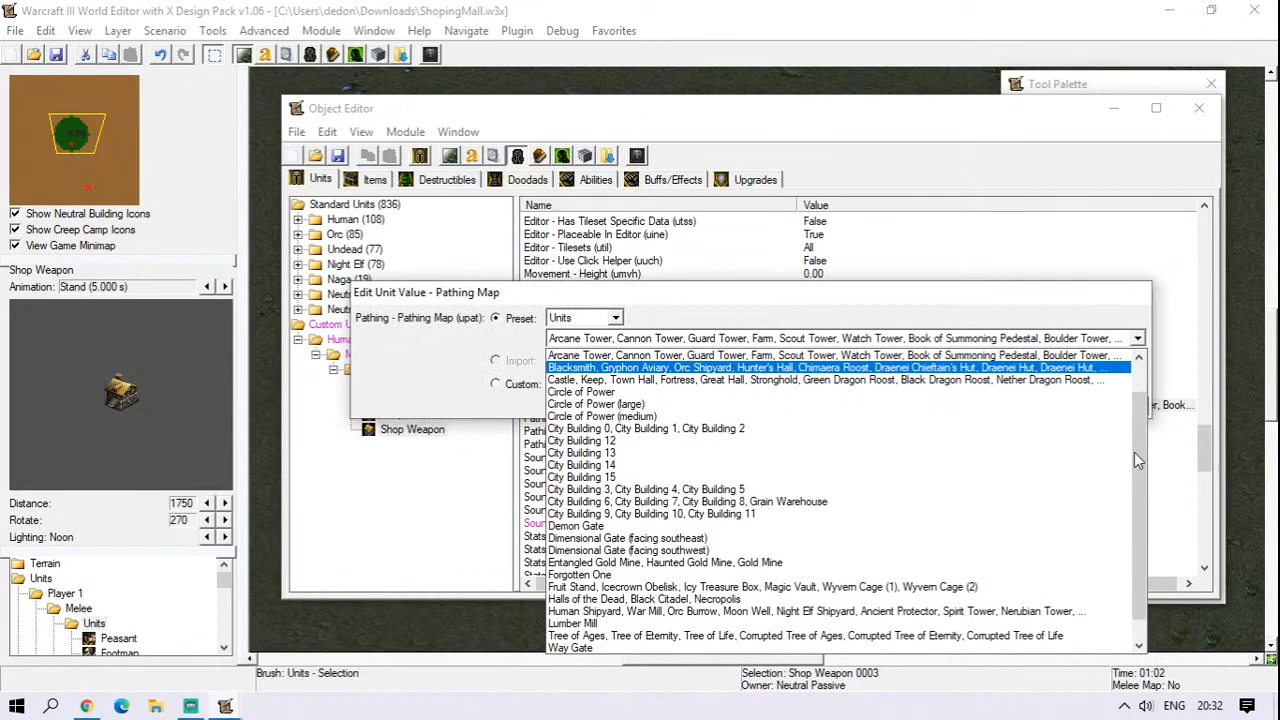 Warcraft III World Editor with X Design Pack v1.06 - [C:\Users\dedon\Downloads\ShopingMall.w3x]
File Edit View Layer Scenario Tools Advanced Module Window Help Navigate Plugin Debug Favorites
Tool Palette
Object Editor
File Edit View Module Window
Units Items Destructibles Doodads Abilities Buffs/Effects Upgrades
Show Neutral Building Icons
Show Creep Camp Icons
View Game Minimap
Shop Weapon
Animation: Stand (5.000 s)
Standard Units (836)
Human (108)
Orc (85)
Undead (77)
Night Elf (78)
Naga (19)
Neut
Neut
Custom U
Huma
Shop Weapon
Name Value
Editor - Has Tileset Specific Data (utss) False
Editor - Placeable In Editor (uine) True
Editor - Tilesets (util) All
Editor - Use Click Helper (uuch) False
Movement - Height (umvh) 0.00
Edit Unit Value - Pathing Map
Pathing - Pathing Map (upat): Preset: Units
Arcane Tower, Cannon Tower, Guard Tower, Farm, Scout Tower, Watch Tower, Book of Summoning Pedestal, Boulder Tower, ...
Import:
Custom:
Arcane Tower, Cannon Tower, Guard Tower, Farm, Scout Tower, Watch Tower, Book of Summoning Pedestal, Boulder Tower, ...
Blacksmith, Gryphon Aviary, Orc Shipyard, Hunter's Hall, Chimaera Roost, Draenei Chieftain's Hut, Draenei Hut, Draenei Hut, ...
Castle, Keep, Town Hall, Fortress, Great Hall, Stronghold, Green Dragon Roost, Black Dragon Roost, Nether Dragon Roost, ...
Circle of Power
Circle of Power (large)
Circle of Power (medium)
City Building 0, City Building 1, City Building 2
City Building 12
City Building 13
City Building 14
City Building 15
City Building 3, City Building 4, City Building 5
City Building 6, City Building 7, City Building 8, Grain Warehouse
City Building 9, City Building 10, City Building 11
Demon Gate
Dimensional Gate (facing southeast)
Dimensional Gate (facing southwest)
Entangled Gold Mine, Haunted Gold Mine, Gold Mine
Forgotten One
Fruit Stand, Icecrown Obelisk, Icy Treasure Box, Magic Vault, Wyvern Cage (1), Wyvern Cage (2)
Halls of the Dead, Black Citadel, Necropolis
Human Shipyard, War Mill, Orc Burrow, Moon Well, Night Elf Shipyard, Ancient Protector, Spirit Tower, Nerubian Tower, ...
Lumber Mill
Tree of Ages, Tree of Eternity, Tree of Life, Corrupted Tree of Ages, Corrupted Tree of Eternity, Corrupted Tree of Life
Way Gate
er, Book...
Pathi
Soun
Soun
Soun
Soun
Soun
Stats
Stats
Stats
Distance: 1750
Rotate: 270
Lighting: Noon
Terrain
Units
Player 1
Melee
Units
Peasant
Footman
Brush: Units - Selection
Selection: Shop Weapon 0003
Owner: Neutral Passive
Time: 01:02
Melee Map: No
ENG 20:32